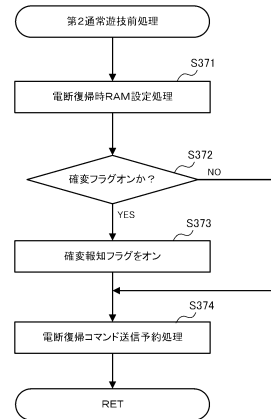 第2通常遊技前処理
S371
電断復帰時RAM設定処理
S372
確変フラグオンか？
NO
YES
S373
確変報知フラグをオン
S374
電断復帰コマンド送信予約処理
RET